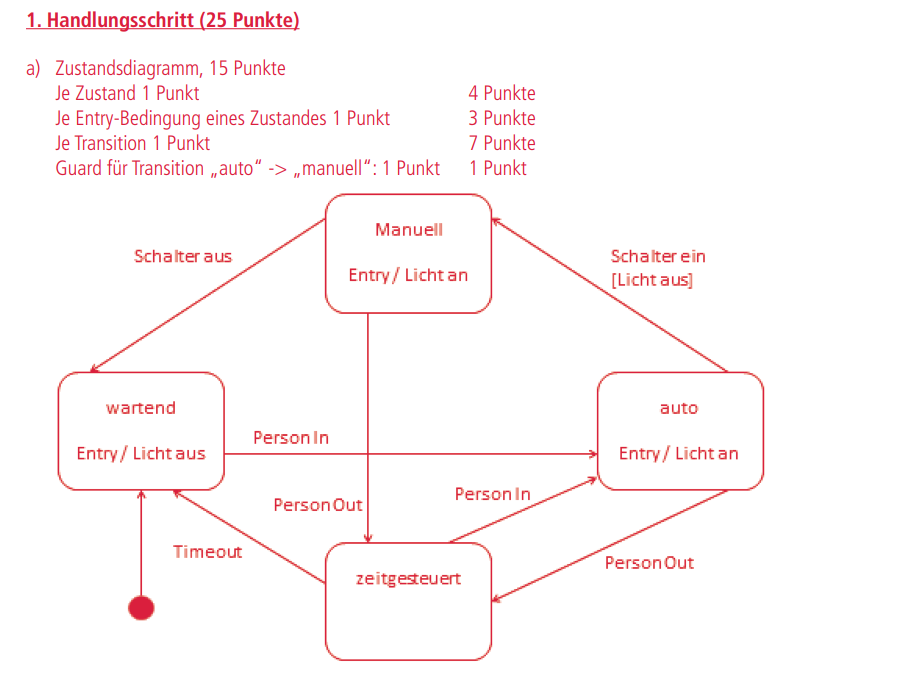 1. Handlungsschritt (25 Punkte)
a) Zustandsdiagramm, 15 Punkte
Je Zustand 1 Punkt 4 Punkte
Je Entry-Bedingung eines Zustandes 1 Punkt 3 Punkte
Je Transition 1 Punkt 7 Punkte
Guard für Transition „auto“ -> „manuell“: 1 Punkt 1 Punkt
Manuell
Entry / Licht an
Schalter aus
Schalter ein
[Licht aus]
wartend
Entry / Licht aus
auto
Entry / Licht an
Person In
Person Out
Person In
Timeout
Person Out
zeitgesteuert